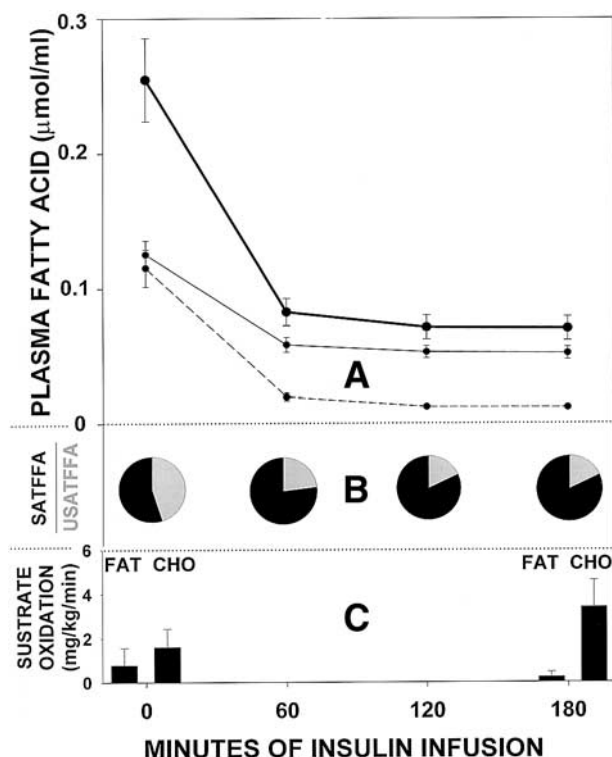 0.3
0.2
0.1
0
PLASMA FATTY ACID (μmol/ml)
A
SATFFA
USATFFA
B
6
4
2
0
SUSTRATE
OXIDATION
(mg/kg/min)
FAT CHO
FAT CHO
C
0 60 120 180
MINUTES OF INSULIN INFUSION